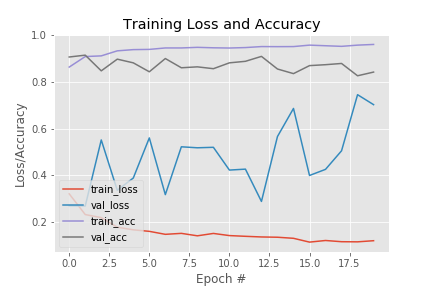 Training Loss and Accuracy
1.0
0.8
0.6
0.4
0.2
Loss/Accuracy
train_loss
val_loss
train_acc
val_acc
0.0 2.5 5.0 7.5 10.0 12.5 15.0 17.5
Epoch #